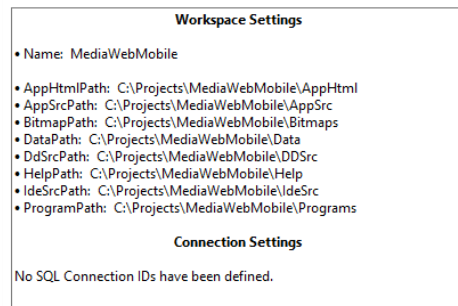 Workspace Settings
• Name: MediaWebMobile
• AppHtmlPath: C:\Projects\MediaWebMobile\AppHtml
• AppSrcPath: C:\Projects\MediaWebMobile\AppSrc
• BitmapPath: C:\Projects\MediaWebMobile\Bitmaps
• DataPath: C:\Projects\MediaWebMobile\Data
• DdSrcPath: C:\Projects\MediaWebMobile\DDSrc
• HelpPath: C:\Projects\MediaWebMobile\Help
• IdeSrcPath: C:\Projects\MediaWebMobile\IdeSrc
• ProgramPath: C:\Projects\MediaWebMobile\Programs
Connection Settings
No SQL Connection IDs have been defined.